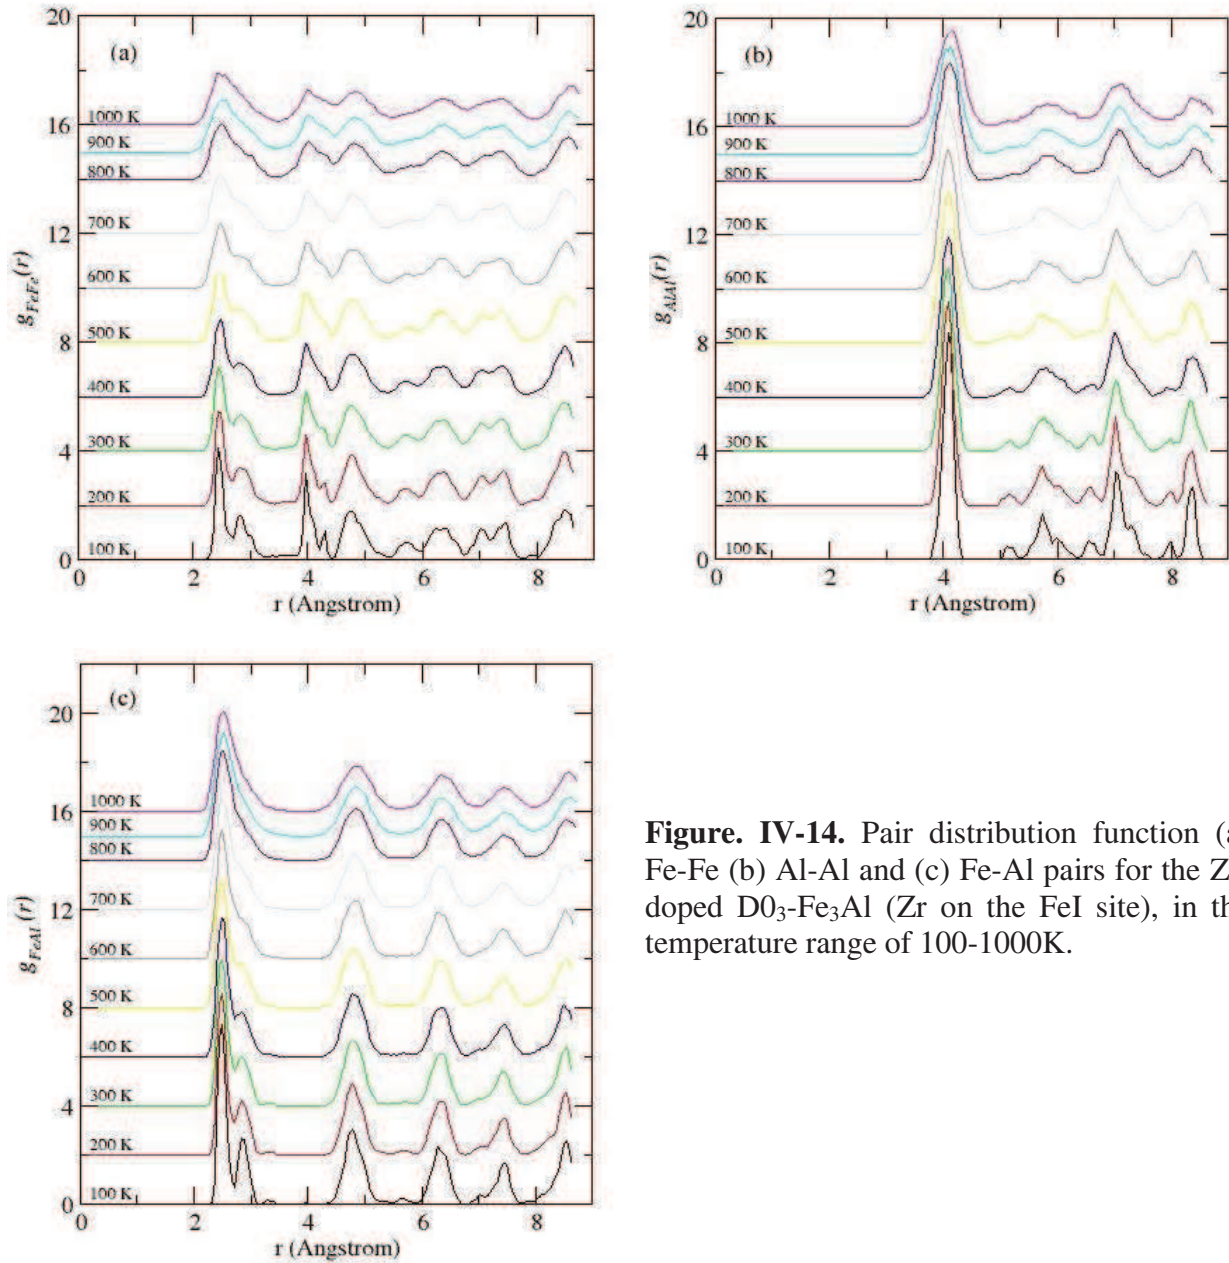 (a)
20
16
12
8
4
0
1000 K
900 K
800 K
700 K
600 K
500 K
400 K
300 K
200 K
100 K
g_FeFe(r)
0 2 4 6 8
r (Angstrom)
(b)
20
16
12
8
4
0
1000 K
900 K
800 K
700 K
600 K
500 K
400 K
300 K
200 K
100 K
g_AlAl(r)
0 2 4 6 8
r (Angstrom)
(c)
20
16
12
8
4
0
1000 K
900 K
800 K
700 K
600 K
500 K
400 K
300 K
200 K
100 K
g_FeAl(r)
0 2 4 6 8
r (Angstrom)
Figure. IV-14. Pair distribution function (a
Fe-Fe (b) Al-Al and (c) Fe-Al pairs for the Z
doped D0₃-Fe₃Al (Zr on the FeI site), in th
temperature range of 100-1000K.